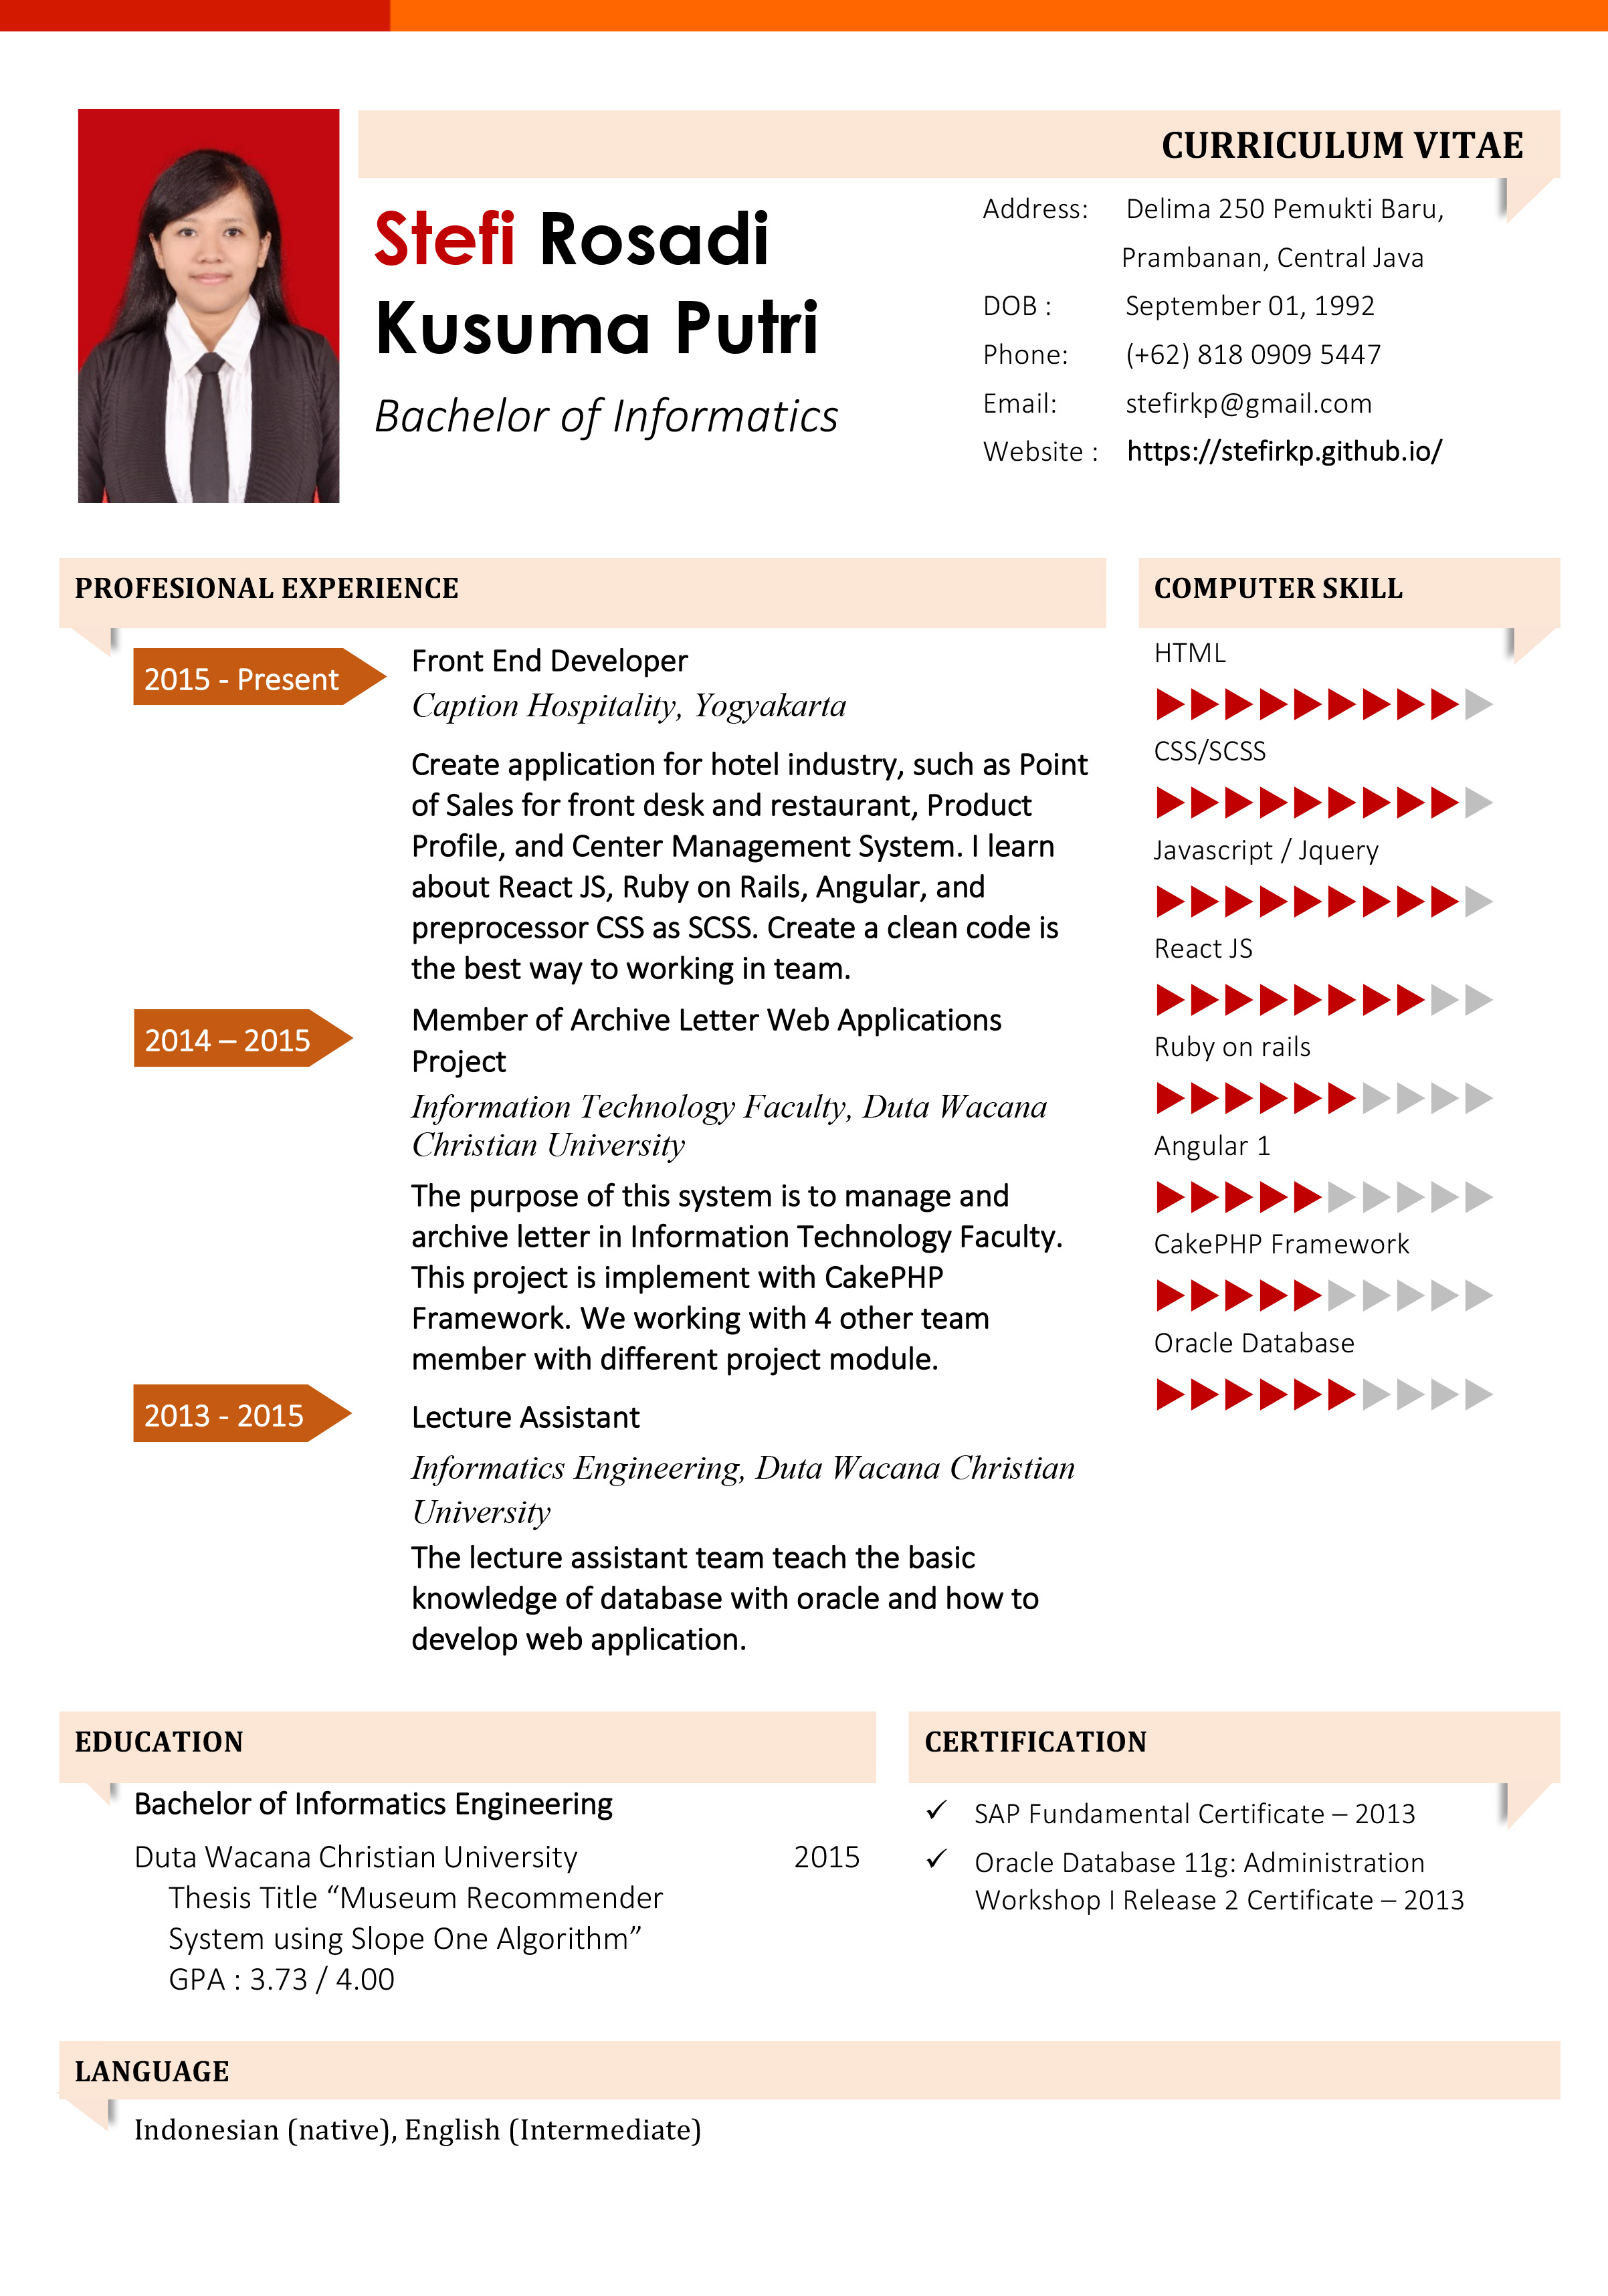 CURRICULUM VITAE
Stefi Rosadi
Kusuma Putri
Bachelor of Informatics
Address: Delima 250 Pemukti Baru,
Prambanan, Central Java
DOB : September 01, 1992
Phone: (+62) 818 0909 5447
Email: stefirkp@gmail.com
Website : https://stefirkp.github.io/
PROFESIONAL EXPERIENCE
2015 - Present
Front End Developer
Caption Hospitality, Yogyakarta
Create application for hotel industry, such as Point
of Sales for front desk and restaurant, Product
Profile, and Center Management System. I learn
about React JS, Ruby on Rails, Angular, and
preprocessor CSS as SCSS. Create a clean code is
the best way to working in team.
2014 – 2015
Member of Archive Letter Web Applications
Project
Information Technology Faculty, Duta Wacana
Christian University
The purpose of this system is to manage and
archive letter in Information Technology Faculty.
This project is implement with CakePHP
Framework. We working with 4 other team
member with different project module.
2013 - 2015
Lecture Assistant
Informatics Engineering, Duta Wacana Christian
University
The lecture assistant team teach the basic
knowledge of database with oracle and how to
develop web application.
COMPUTER SKILL
HTML
CSS/SCSS
Javascript / Jquery
React JS
Ruby on rails
Angular 1
CakePHP Framework
Oracle Database
EDUCATION
Bachelor of Informatics Engineering
Duta Wacana Christian University 2015
Thesis Title “Museum Recommender
System using Slope One Algorithm”
GPA : 3.73 / 4.00
CERTIFICATION
✓ SAP Fundamental Certificate – 2013
✓ Oracle Database 11g: Administration
Workshop I Release 2 Certificate – 2013
LANGUAGE
Indonesian (native), English (Intermediate)